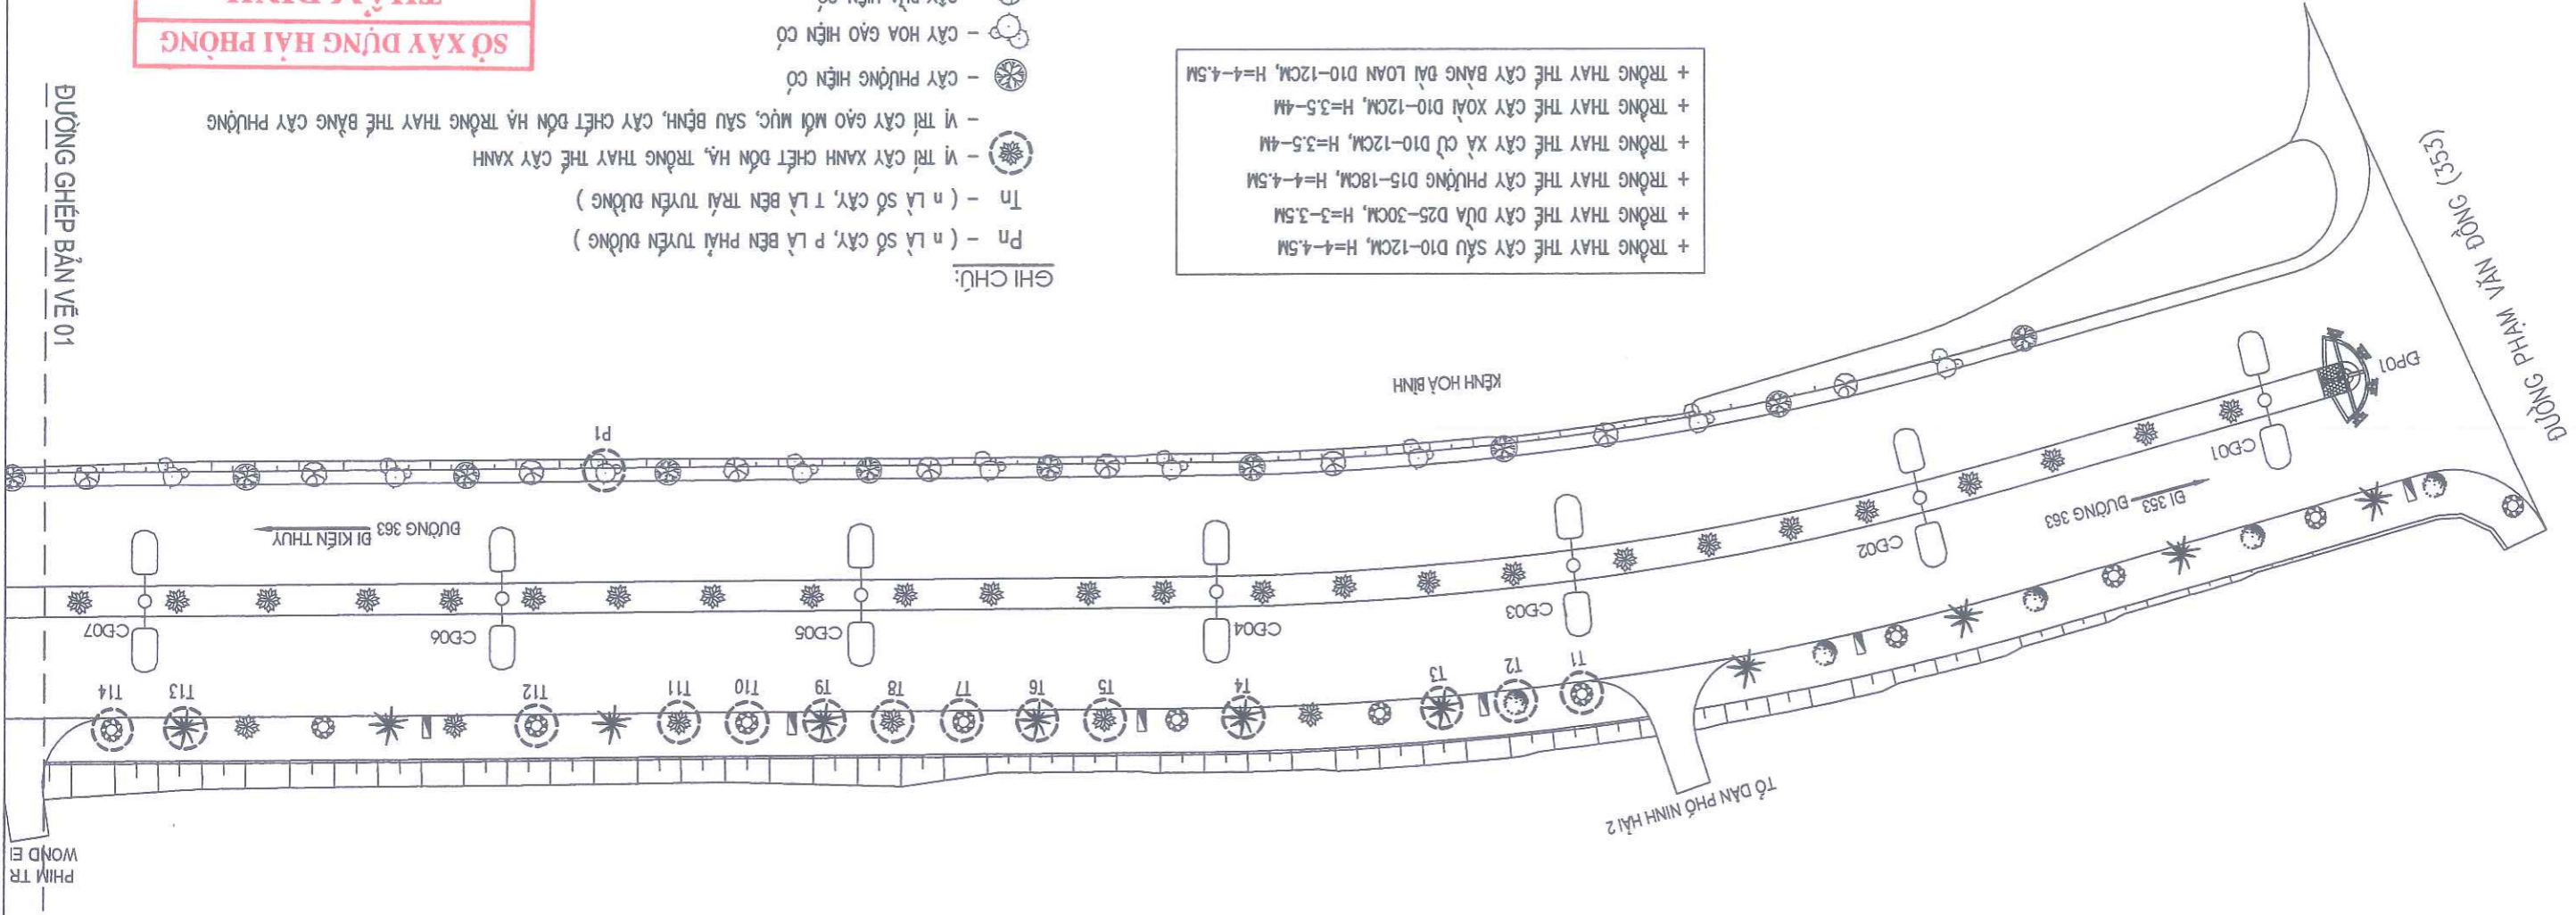 TỔ DÂN PHỐ NINH HẢI 2
PHIM TR
WOND EI
T1
T2
T3
T4
T5
T6
T7
T8
T9
T10
T11
T12
T13
T14
CĐ01
CĐ02
CĐ03
CĐ04
CĐ05
CĐ06
CĐ07
ĐI 353
ĐƯỜNG 363
ĐƯỜNG 363
ĐI KIẾN THỤY
ĐP01
P1
KÊNH HOÀ BÌNH
ĐƯỜNG PHẠM VĂN ĐỒNG (353)
ĐƯỜNG GHÉP BẢN VẼ 01
+ TRỒNG THAY THẾ CÂY SẤU D10-12CM, H=4-4.5M
+ TRỒNG THAY THẾ CÂY DỪA D25-30CM, H=3-3.5M
+ TRỒNG THAY THẾ CÂY PHƯỢNG D15-18CM, H=4-4.5M
+ TRỒNG THAY THẾ CÂY XÀ CỪ D10-12CM, H=3.5-4M
+ TRỒNG THAY THẾ CÂY XOÀI D10-12CM, H=3.5-4M
+ TRỒNG THAY THẾ CÂY BÀNG ĐÀI LOAN D10-12CM, H=4-4.5M
GHI CHÚ:
Pn - ( n LÀ SỐ CÂY, P LÀ BÊN PHẢI TUYẾN ĐƯỜNG )
Tn - ( n LÀ SỐ CÂY, T LÀ BÊN TRÁI TUYẾN ĐƯỜNG )
- VỊ TRÍ CÂY XANH CHẾT ĐỐN HẠ, TRỒNG THAY THẾ CÂY XANH
- VỊ TRÍ CÂY GẠO MỐI MỤC, SÂU BỆNH, CÂY CHẾT ĐỐN HẠ TRỒNG THAY THẾ BẰNG CÂY PHƯỢNG
- CÂY PHƯỢNG HIỆN CÓ
- CÂY HOA GẠO HIỆN CÓ
SỞ XÂY DỰNG HẢI PHÒNG
THẨM ĐỊNH